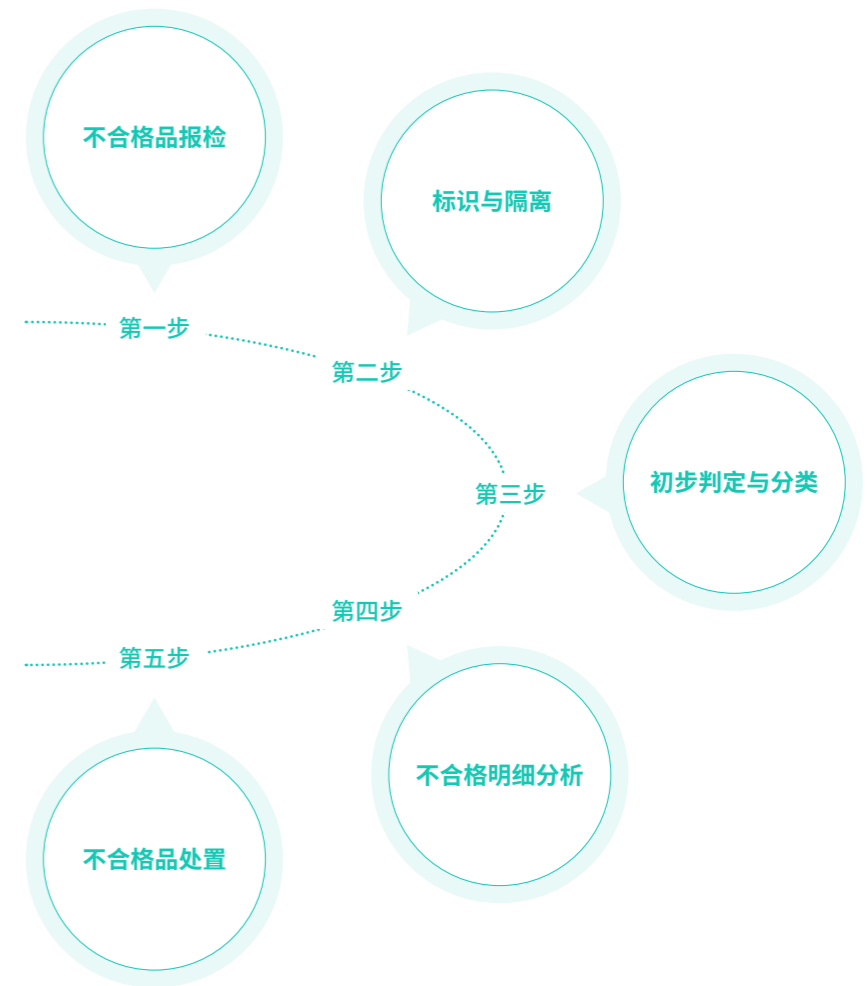 不合格品报检
第一步
标识与隔离
第二步
初步判定与分类
第三步
第四步
不合格明细分析
第五步
不合格品处置